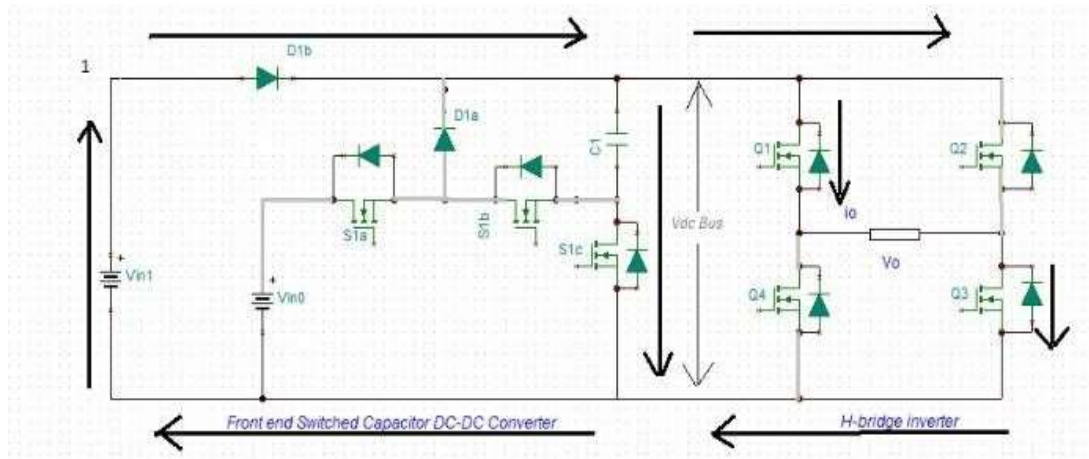 D1b
1
D1a
C1
S1a
S1b
S1c
Vin1
Vin0
Vdc Bus
Q1
Q2
Io
Vo
Q4
Q3
Front end Switched Capacitor DC-DC Converter
H-bridge Inverter